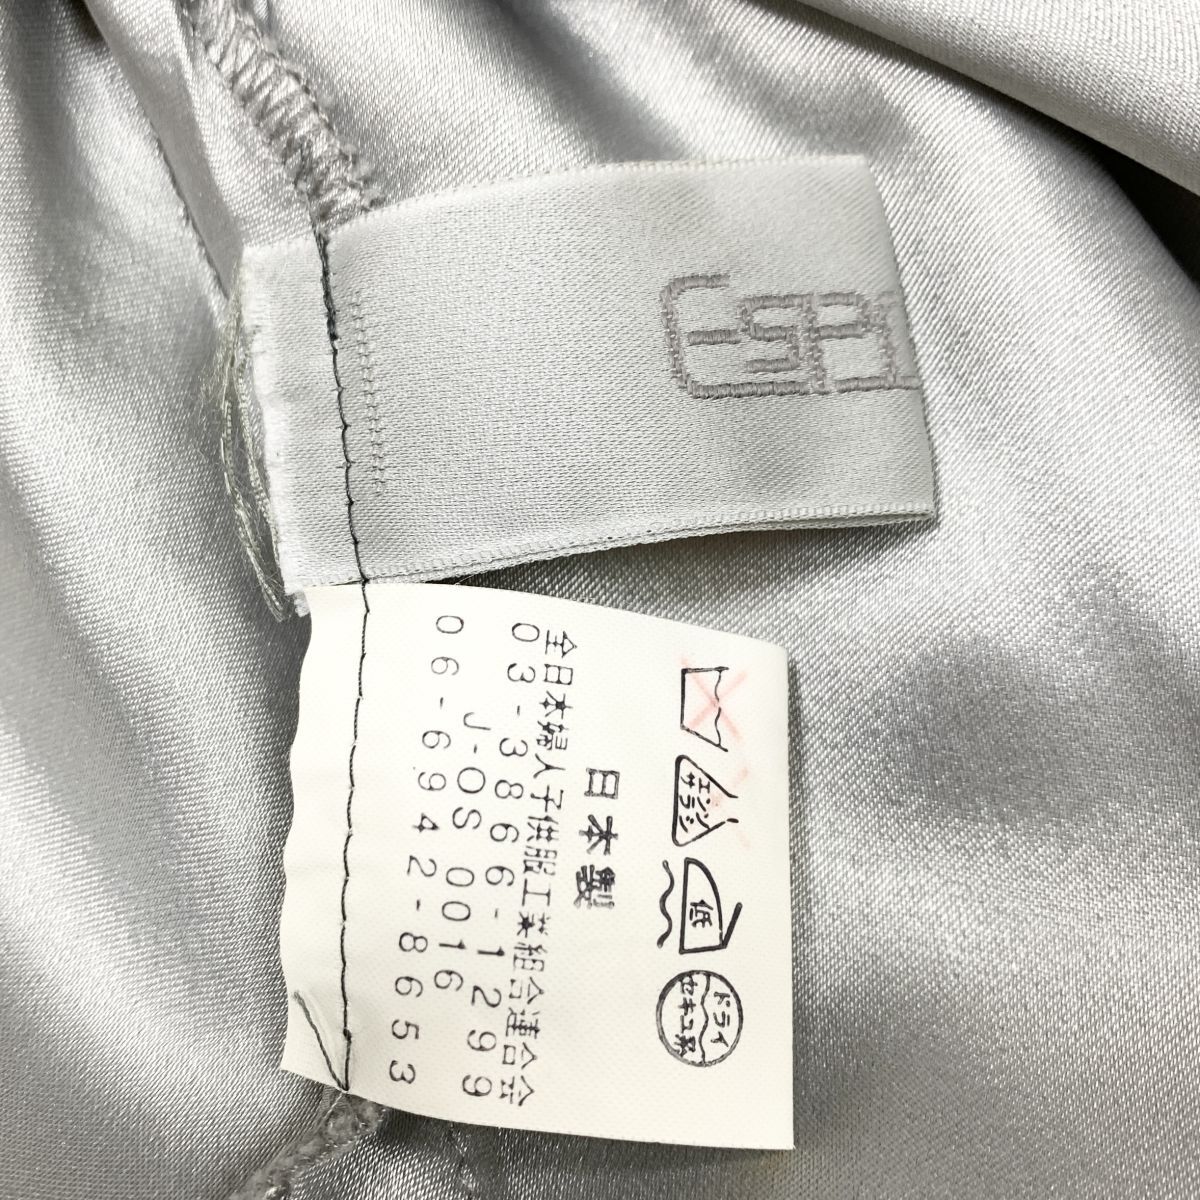 エンソ
サラシ
低
ドライ
セキユ系
日本製
全日本婦人子供服工業組合連合会
03-3866-1299
J-OS 0016
06-6942-8653